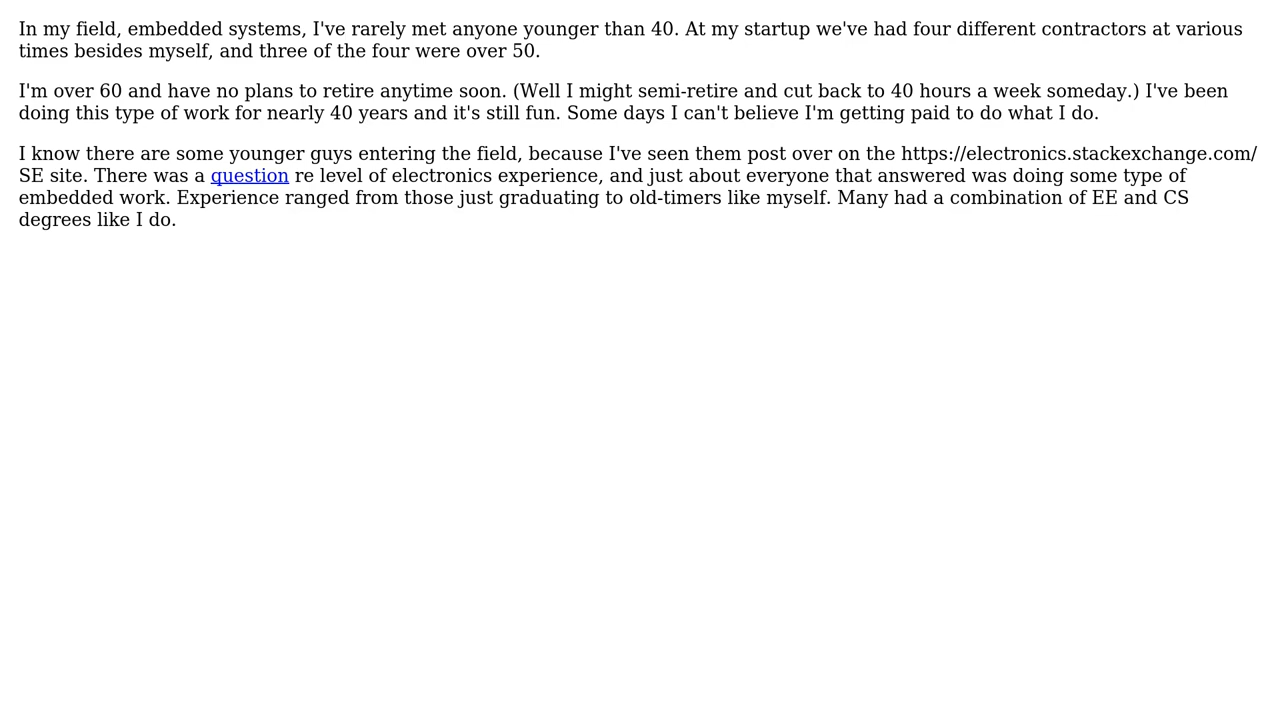 In my field, embedded systems, I've rarely met anyone younger than 40. At my startup we've had four different contractors at various
times besides myself, and three of the four were over 50.
I'm over 60 and have no plans to retire anytime soon. (Well I might semi-retire and cut back to 40 hours a week someday.) I've been
doing this type of work for nearly 40 years and it's still fun. Some days I can't believe I'm getting paid to do what I do.
I know there are some younger guys entering the field, because I've seen them post over on the https://electronics.stackexchange.com/
SE site. There was a question re level of electronics experience, and just about everyone that answered was doing some type of
embedded work. Experience ranged from those just graduating to old-timers like myself. Many had a combination of EE and CS
degrees like I do.